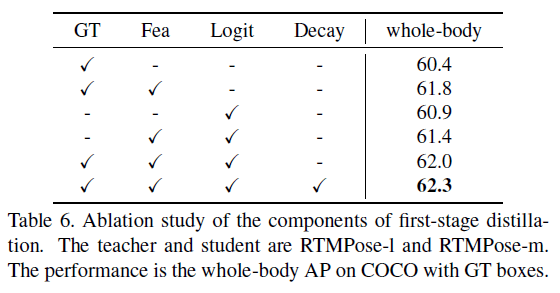 GT Fea Logit Decay whole-body
✓ - - - 60.4
✓ ✓ - - 61.8
- - ✓ - 60.9
- ✓ ✓ - 61.4
✓ ✓ ✓ - 62.0
✓ ✓ ✓ ✓ 62.3
Table 6. Ablation study of the components of first-stage distilla-
tion. The teacher and student are RTMPose-l and RTMPose-m.
The performance is the whole-body AP on COCO with GT boxes.